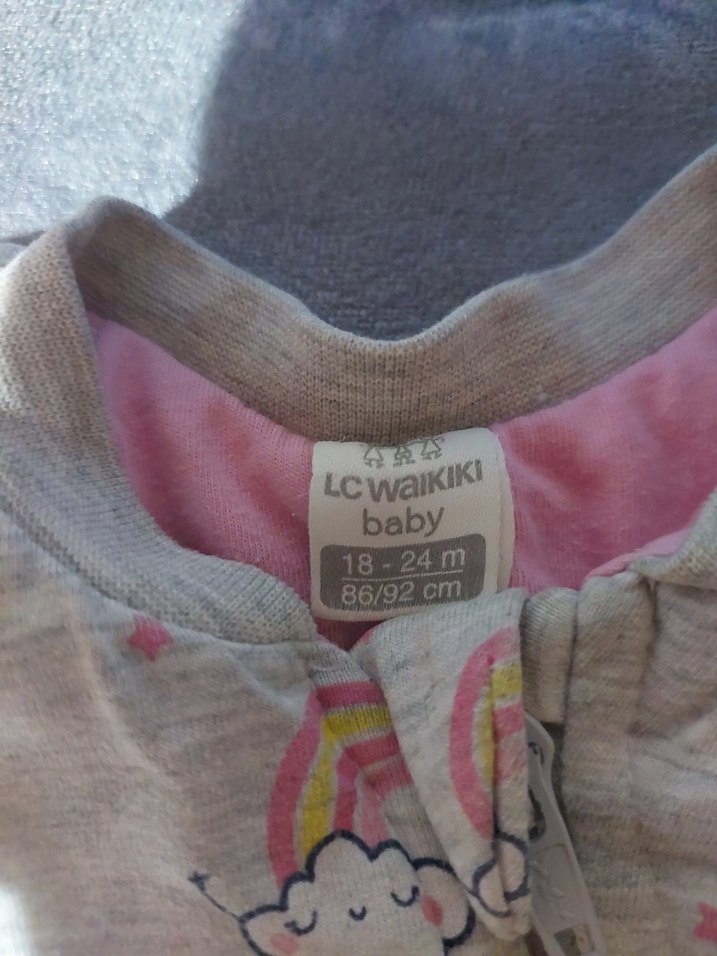 LC WAIKIKI
baby
18 - 24 m
86/92 cm